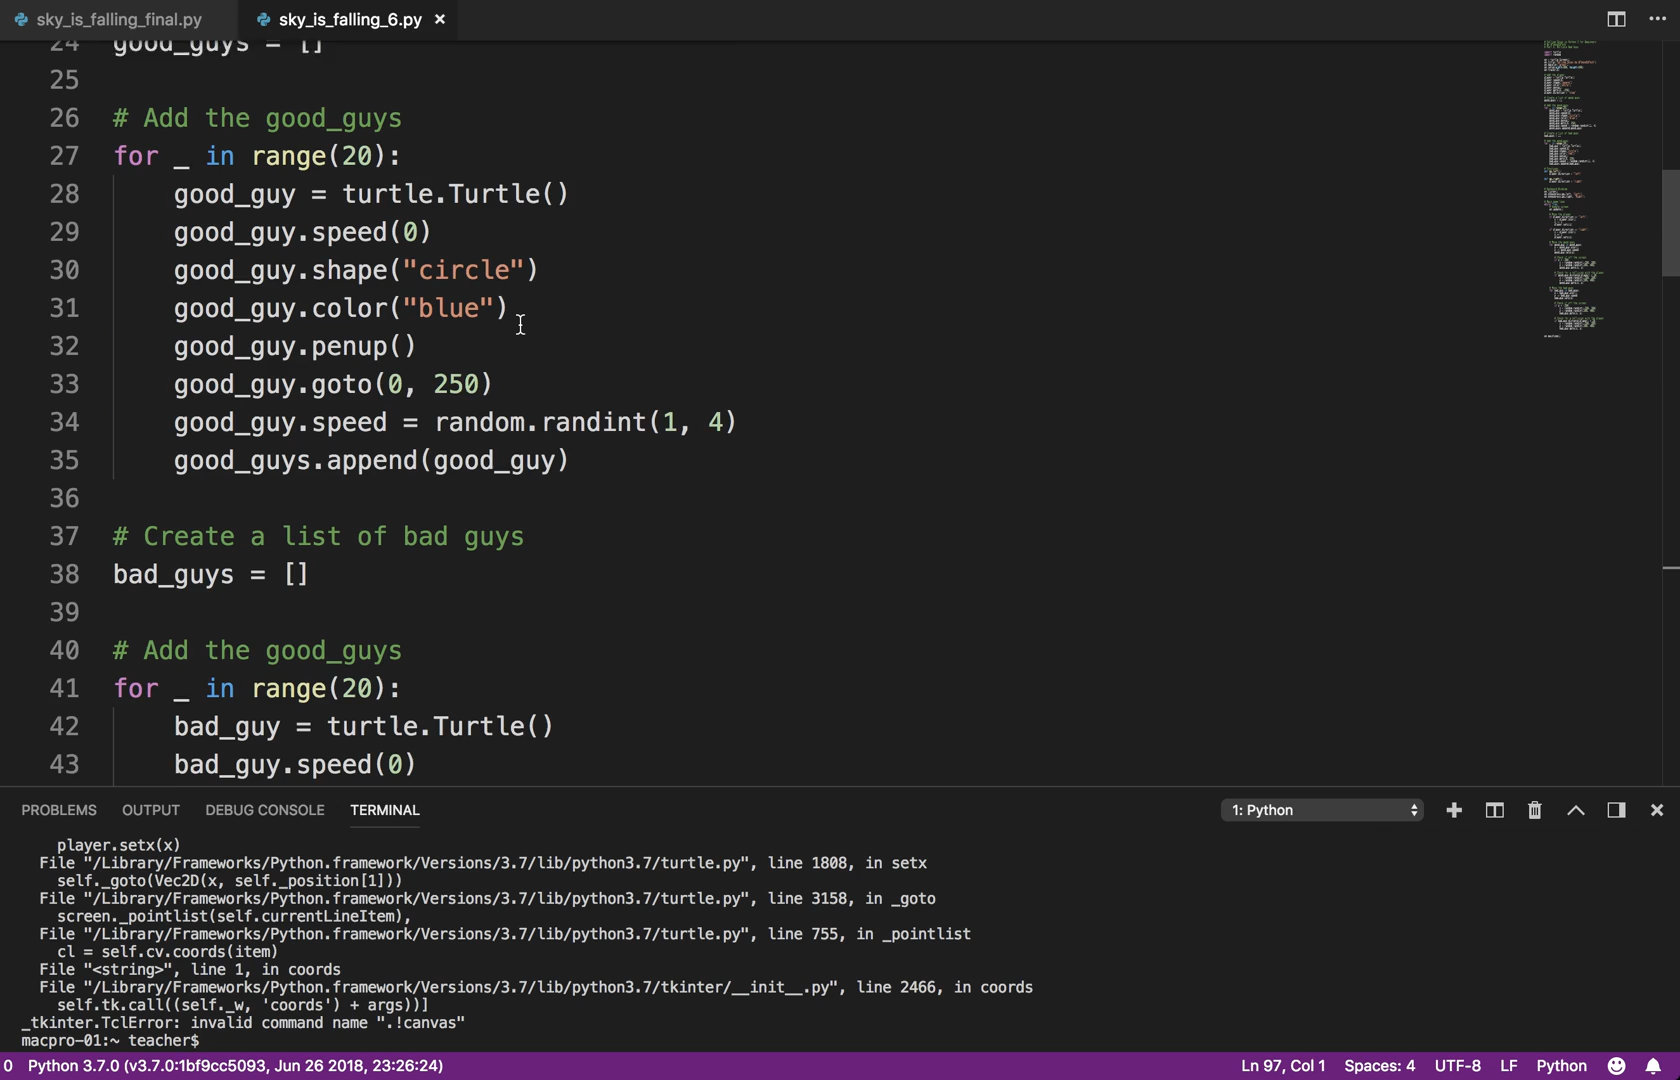 sky_is_falling_final.py
sky_is_falling_6.py ×
24 good_guys = []
25
26 # Add the good_guys
27 for _ in range(20):
28 good_guy = turtle.Turtle()
29 good_guy.speed(0)
30 good_guy.shape("circle")
31 good_guy.color("blue")
32 good_guy.penup()
33 good_guy.goto(0, 250)
34 good_guy.speed = random.randint(1, 4)
35 good_guys.append(good_guy)
36
37 # Create a list of bad guys
38 bad_guys = []
39
40 # Add the good_guys
41 for _ in range(20):
42 bad_guy = turtle.Turtle()
43 bad_guy.speed(0)
PROBLEMS OUTPUT DEBUG CONSOLE TERMINAL 1: Python
player.setx(x)
File "/Library/Frameworks/Python.framework/Versions/3.7/lib/python3.7/turtle.py", line 1808, in setx
self._goto(Vec2D(x, self._position[1]))
File "/Library/Frameworks/Python.framework/Versions/3.7/lib/python3.7/turtle.py", line 3158, in _goto
screen._pointlist(self.currentLineItem),
File "/Library/Frameworks/Python.framework/Versions/3.7/lib/python3.7/turtle.py", line 755, in _pointlist
cl = self.cv.coords(item)
File "<string>", line 1, in coords
File "/Library/Frameworks/Python.framework/Versions/3.7/lib/python3.7/tkinter/__init__.py", line 2466, in coords
self.tk.call((self._w, 'coords') + args))]
_tkinter.TclError: invalid command name ".!canvas"
macpro-01:~ teacher$
0 Python 3.7.0 (v3.7.0:1bf9cc5093, Jun 26 2018, 23:26:24) Ln 97, Col 1 Spaces: 4 UTF-8 LF Python